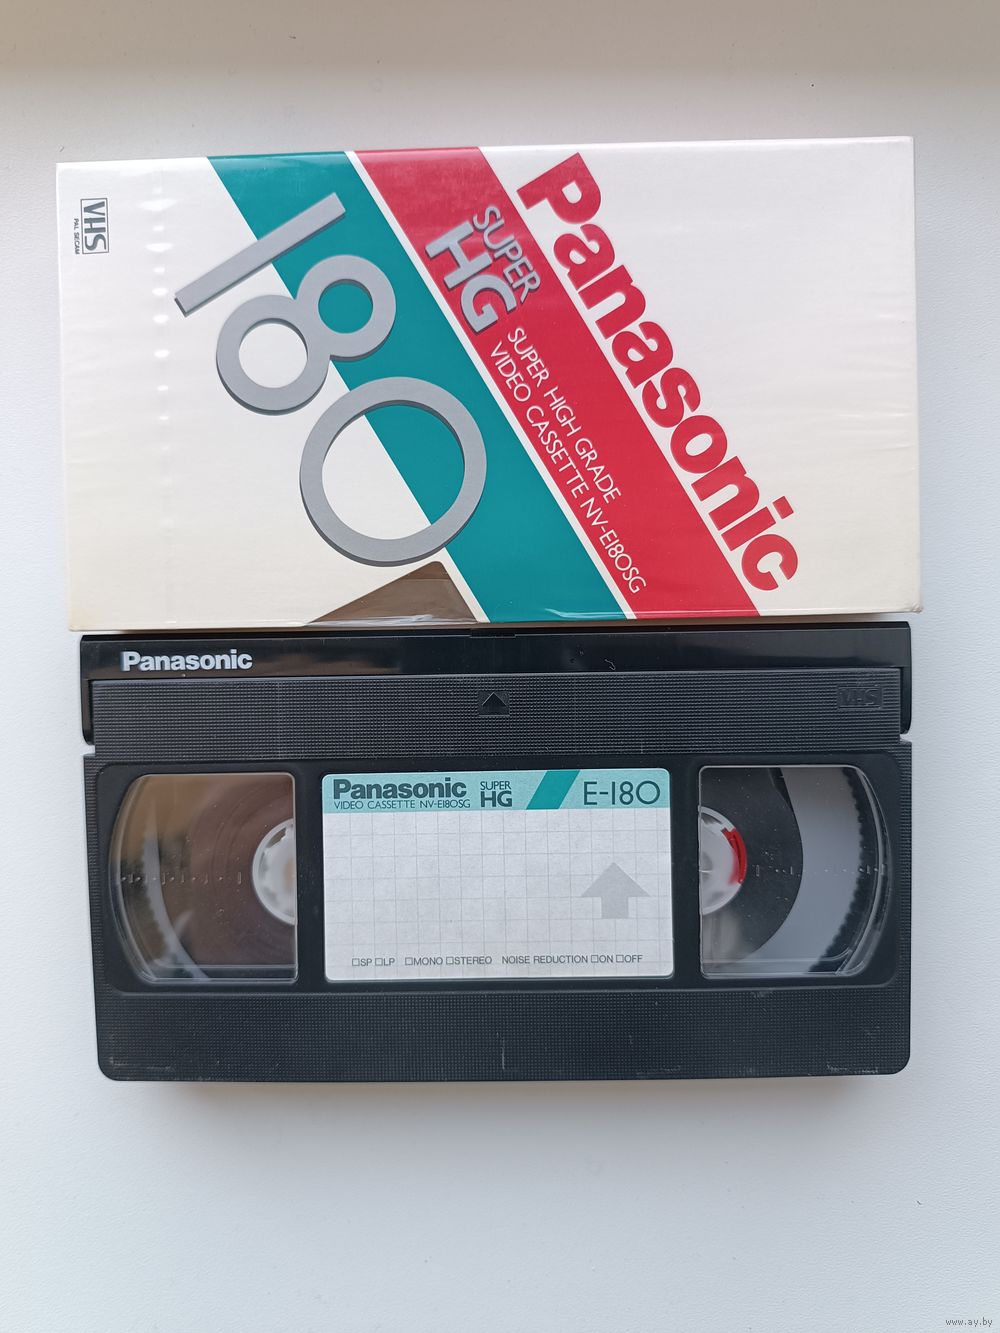 VHS
PAL SECAM
180
SUPER
HG
SUPER HIGH GRADE
VIDEO CASSETTE NV-E180SG
Panasonic
Panasonic
VHS
Panasonic
VIDEO CASSETTE NV-E180SG
SUPER
HG
E-180
□SP □LP □MONO □STEREO NOISE REDUCTION □ON □OFF
www.ay.by